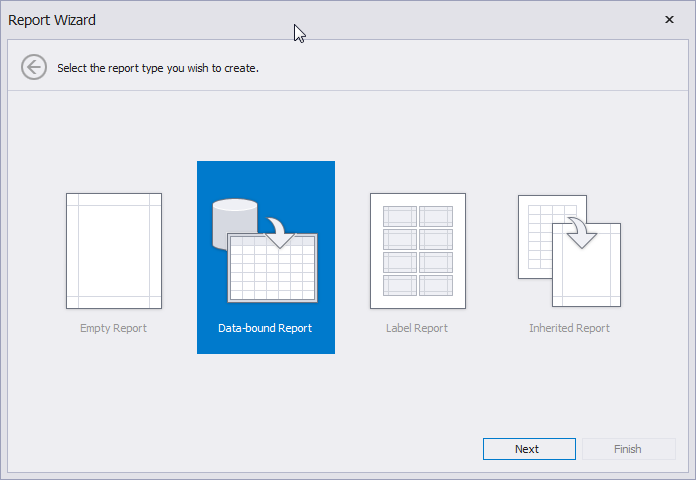 Report Wizard
Select the report type you wish to create.
Empty Report
Data-bound Report
Label Report
Inherited Report
Next
Finish